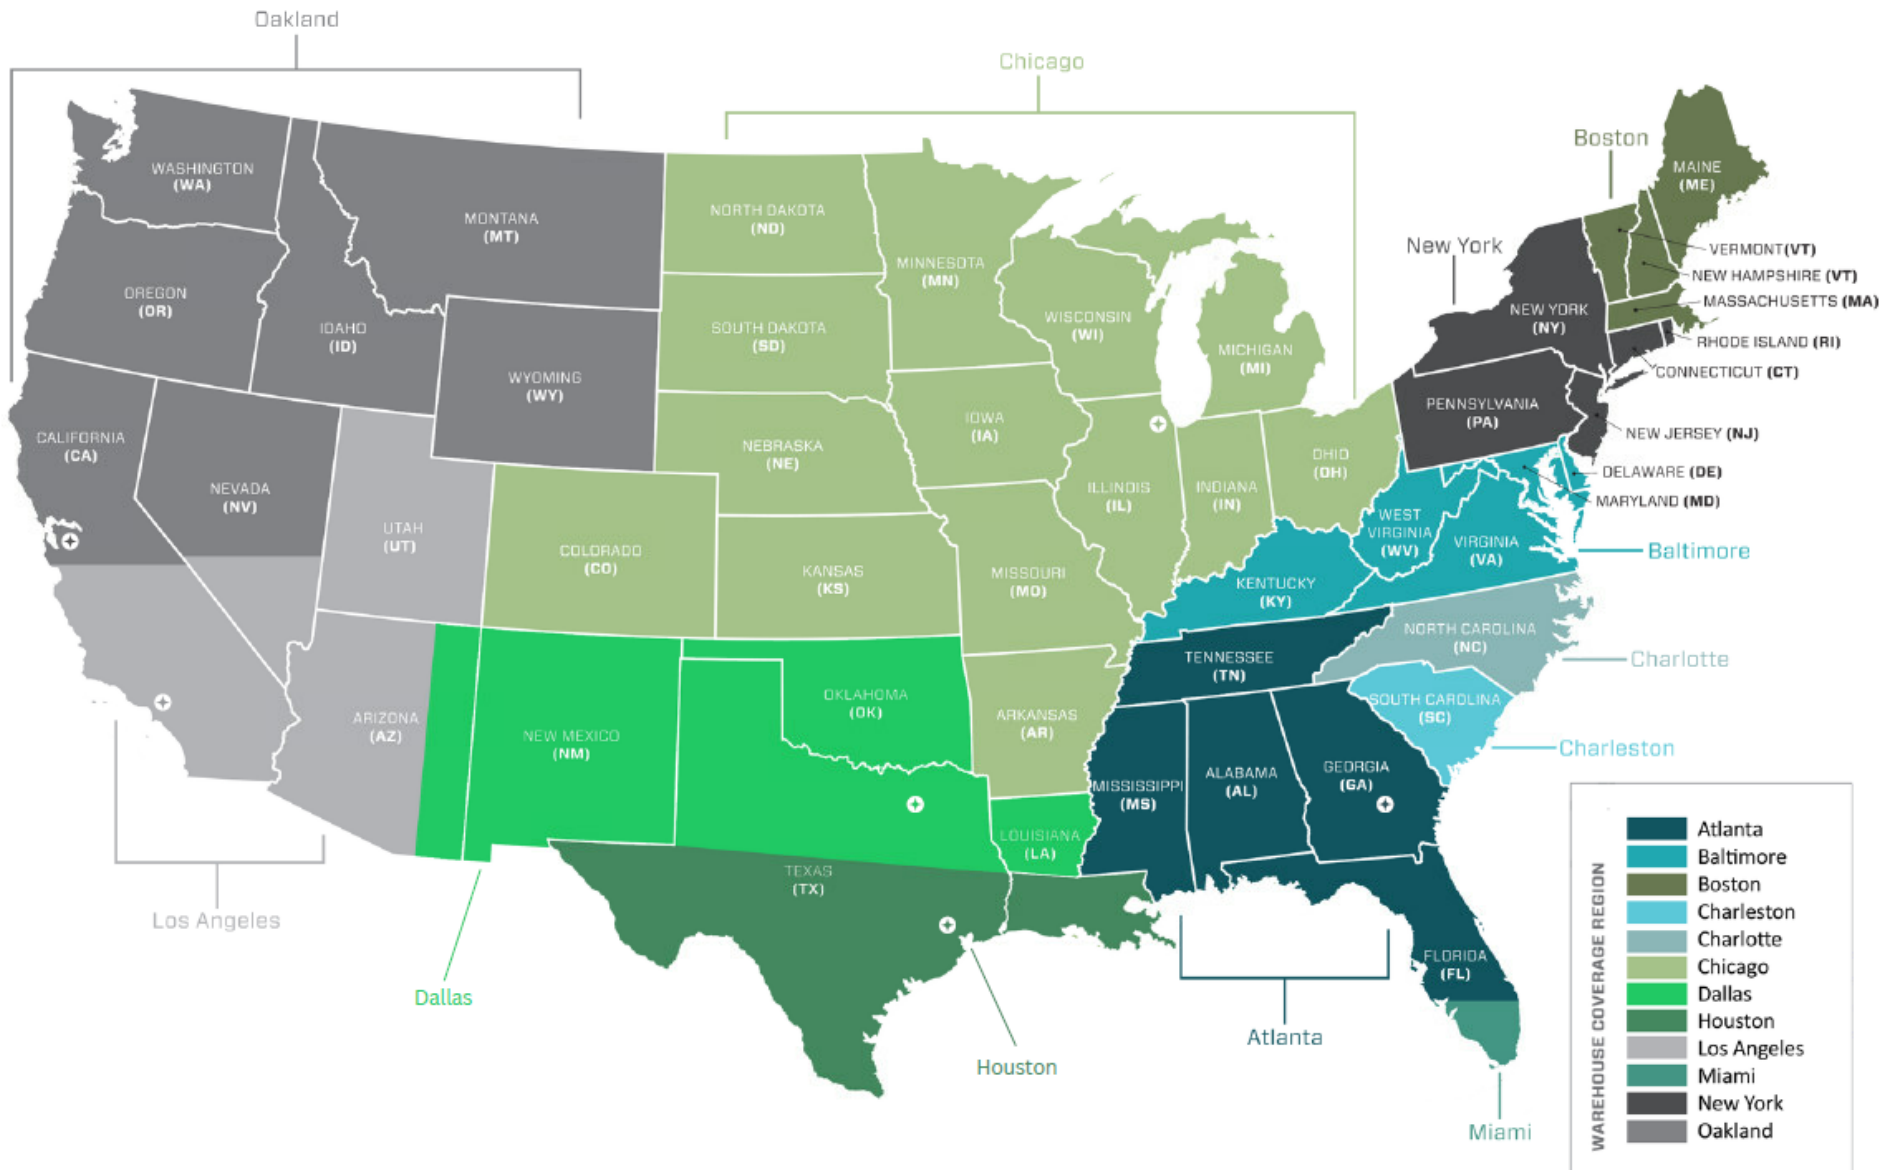 Oakland
Chicago
Boston
New York
WASHINGTON
(WA)
MONTANA
(MT)
NORTH DAKOTA
(ND)
MINNESOTA
(MN)
MAINE
(ME)
VERMONT(VT)
NEW HAMPSHIRE (VT)
MASSACHUSETTS (MA)
RHODE ISLAND (RI)
CONNECTICUT (CT)
OREGON
(OR)
IDAHO
(ID)
SOUTH DAKOTA
(SD)
WISCONSIN
(WI)
MICHIGAN
(MI)
NEW YORK
(NY)
WYOMING
(WY)
IOWA
(IA)
PENNSYLVANIA
(PA)
NEW JERSEY (NJ)
DELAWARE (DE)
MARYLAND (MD)
CALIFORNIA
(CA)
NEVADA
(NV)
UTAH
(UT)
NEBRASKA
(NE)
ILLINOIS
(IL)
INDIANA
(IN)
OHIO
(OH)
WEST
VIRGINIA
(WV)
VIRGINIA
(VA)
Baltimore
COLORADO
(CO)
KANSAS
(KS)
MISSOURI
(MO)
KENTUCKY
(KY)
NORTH CAROLINA
(NC)
Charlotte
TENNESSEE
(TN)
ARIZONA
(AZ)
NEW MEXICO
(NM)
OKLAHOMA
(OK)
ARKANSAS
(AR)
SOUTH CAROLINA
(SC)
Charleston
MISSISSIPPI
(MS)
ALABAMA
(AL)
GEORGIA
(GA)
LOUISIANA
(LA)
TEXAS
(TX)
FLORIDA
(FL)
Los Angeles
Dallas
Houston
Atlanta
Miami
WAREHOUSE COVERAGE REGION
Atlanta
Baltimore
Boston
Charleston
Charlotte
Chicago
Dallas
Houston
Los Angeles
Miami
New York
Oakland